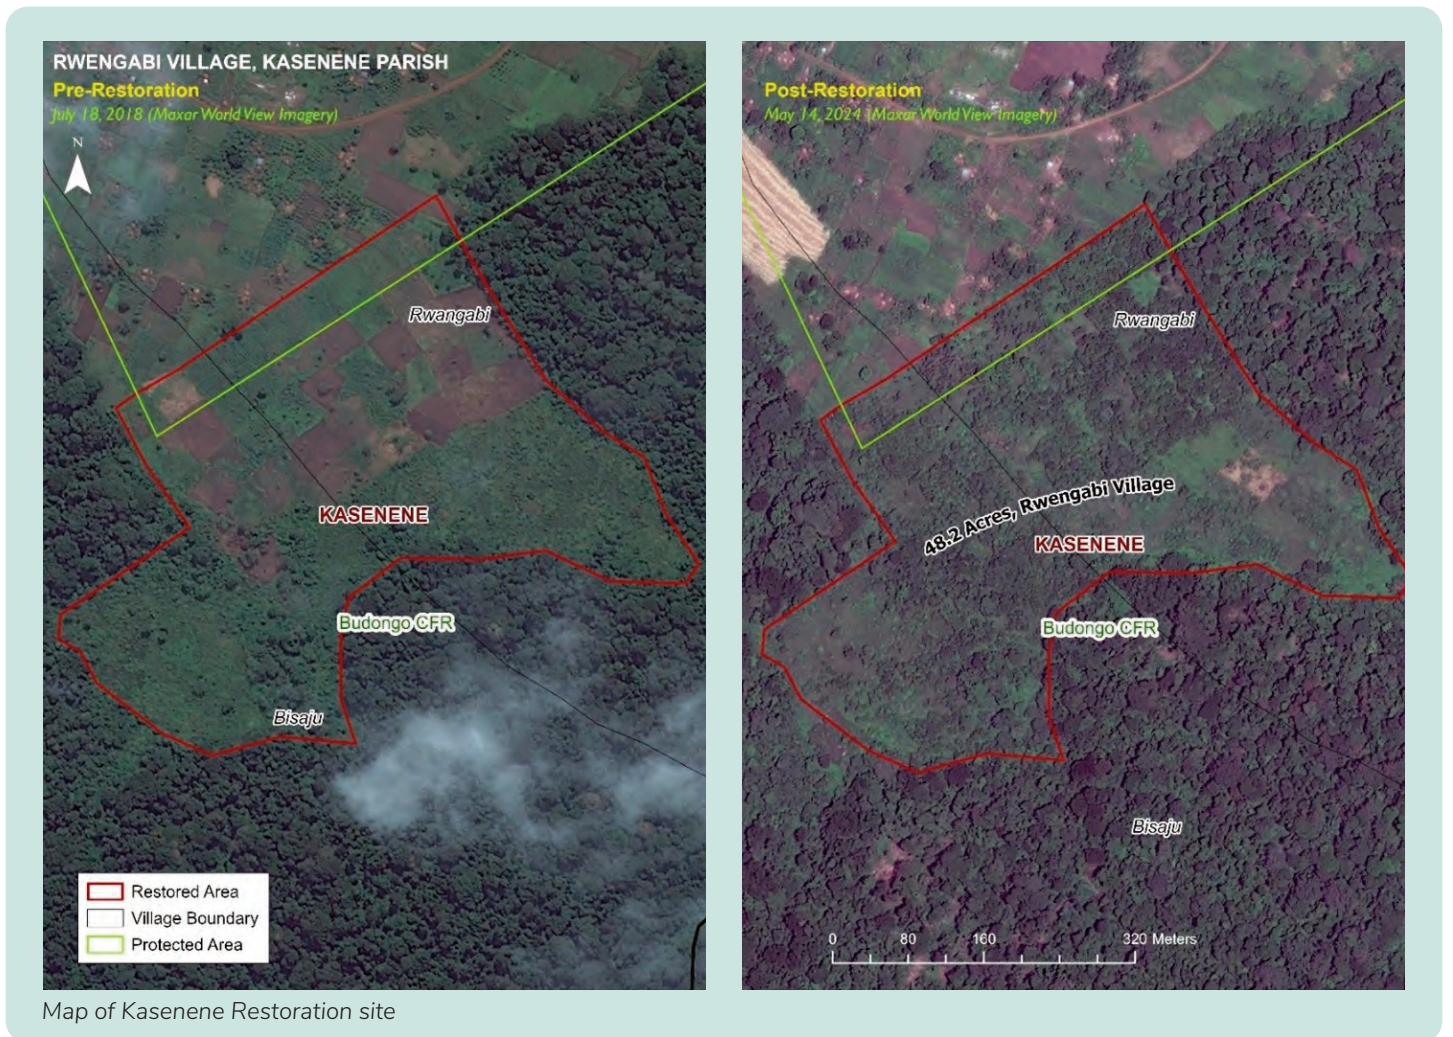 RWENGABI VILLAGE, KASENENE PARISH
Pre-Restoration
July 18, 2018 (Maxar World View Imagery)
N
Rwangabi
KASENENE
Budongo CFR
Bisaju
Restored Area
Village Boundary
Protected Area
Post-Restoration
May 14, 2024 (Maxar World View Imagery)
Rwangabi
48.2 Acres, Rwengabi Village
KASENENE
Budongo CFR
Bisaju
0 80 160 320 Meters
Map of Kasenene Restoration site